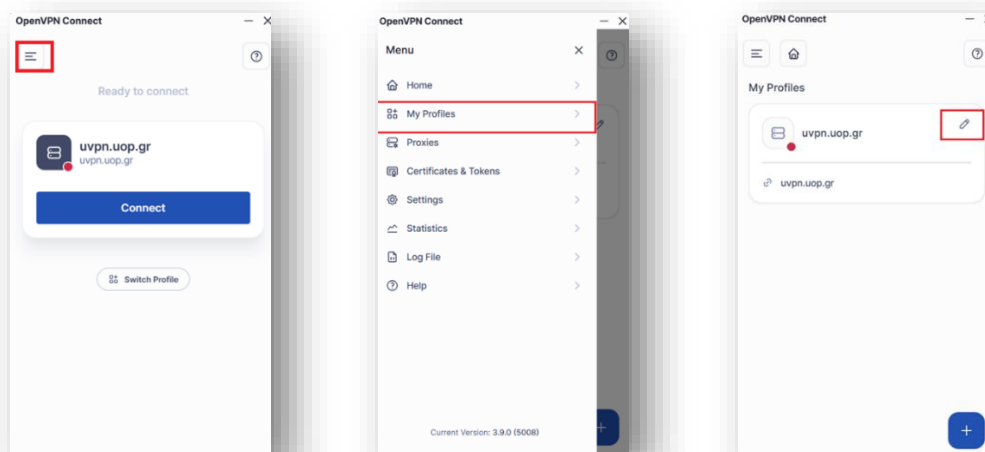 OpenVPN Connect
Ready to connect
uvpn.uop.gr
uvpn.uop.gr
Connect
Switch Profile
OpenVPN Connect
Menu
Home
My Profiles
Proxies
Certificates & Tokens
Settings
Statistics
Log File
Help
Current Version: 3.9.0 (5008)
OpenVPN Connect
My Profiles
uvpn.uop.gr
uvpn.uop.gr